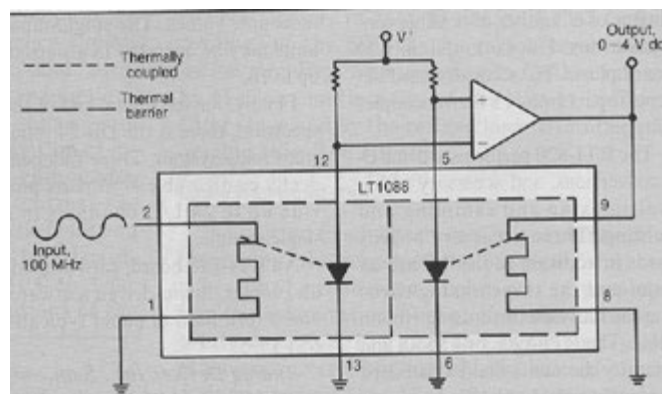 V+
Output,
0 – 4 V dc
Thermally
coupled
Thermal
barrier
12
5
LT1088
2
9
Input,
100 MHz
1
8
13
6